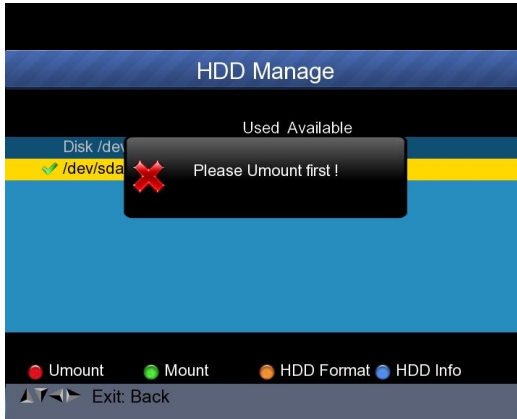 HDD Manage
Used Available
Disk /dev
/dev/sda
Please Umount first !
Umount Mount HDD Format HDD Info
Exit: Back